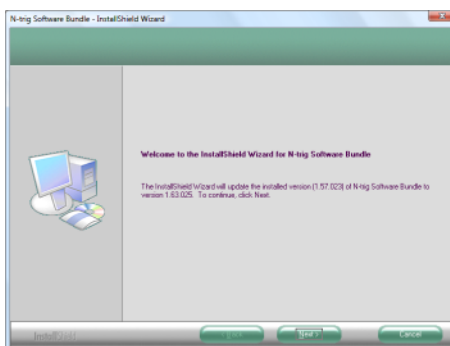 N-trig Software Bundle - InstallShield Wizard
Welcome to the InstallShield Wizard for N-trig Software Bundle
The InstallShield Wizard will update the installed version (1.57.023) of N-trig Software Bundle to
version 1.63.025. To continue, click Next.
InstallShield
Next >
Cancel